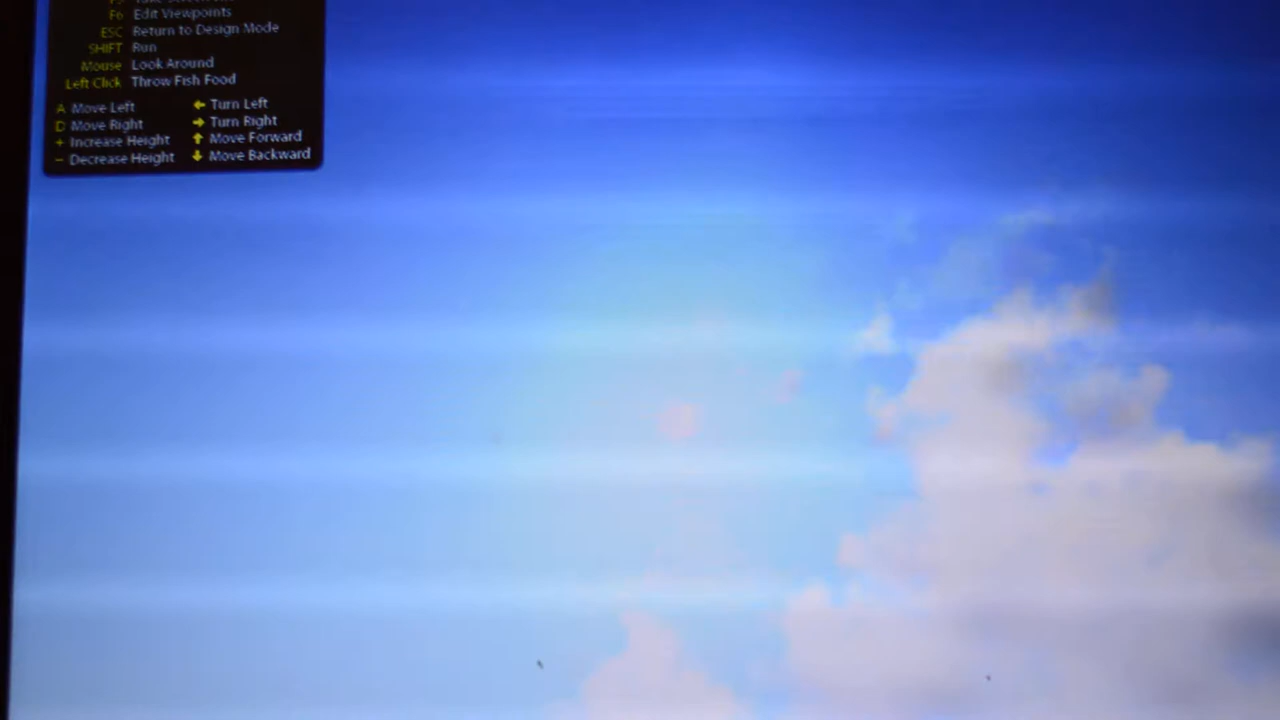 F6 Edit Viewpoints
ESC Return to Design Mode
SHIFT Run
Mouse Look Around
Left Click Throw Fish Food
A Move Left ← Turn Left
D Move Right → Turn Right
+ Increase Height ↑ Move Forward
− Decrease Height ↓ Move Backward